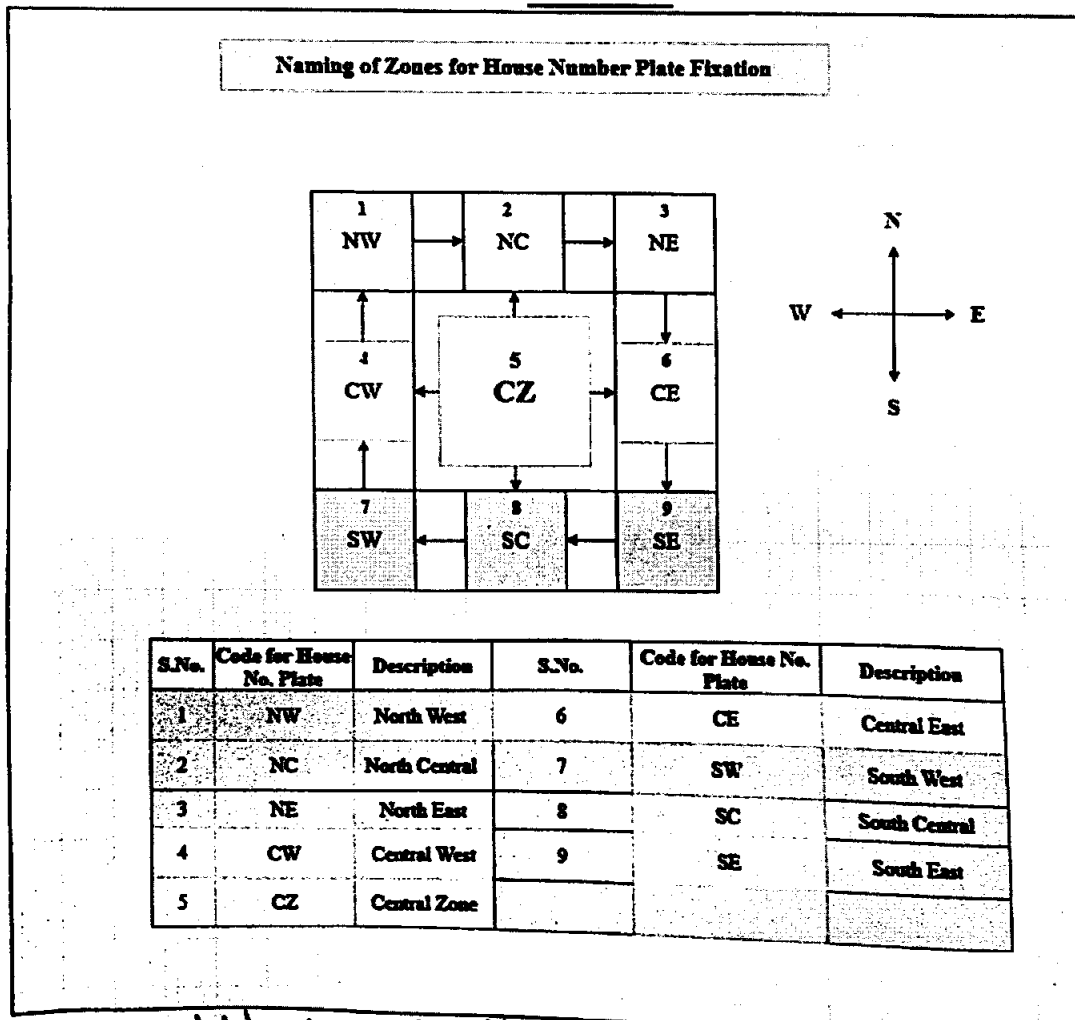 Naming of Zones for House Number Plate Fixation
1 2 3
NW NC NE
N
W E
S
4 5 6
CW CZ CE
7 8 9
SW SC SE
S.No. Code for House No. Plate Description S.No. Code for House No. Plate Description
1 NW North West 6 CE Central East
2 NC North Central 7 SW South West
3 NE North East 8 SC South Central
4 CW Central West 9 SE South East
5 CZ Central Zone